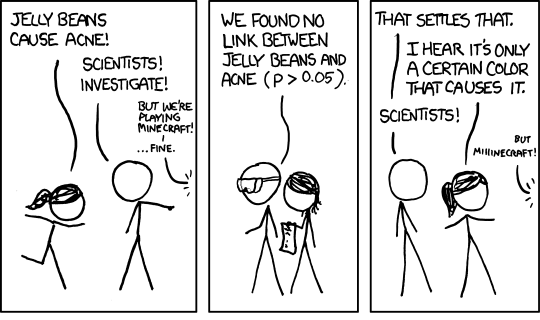 JELLY BEANS
CAUSE ACNE!
SCIENTISTS!
INVESTIGATE!
BUT WE'RE
PLAYING
MINECRAFT!
...FINE.
WE FOUND NO
LINK BETWEEN
JELLY BEANS AND
ACNE (P > 0.05).
THAT SETTLES THAT.
I HEAR IT'S ONLY
A CERTAIN COLOR
THAT CAUSES IT.
SCIENTISTS!
BUT
MIIIINECRAFT!